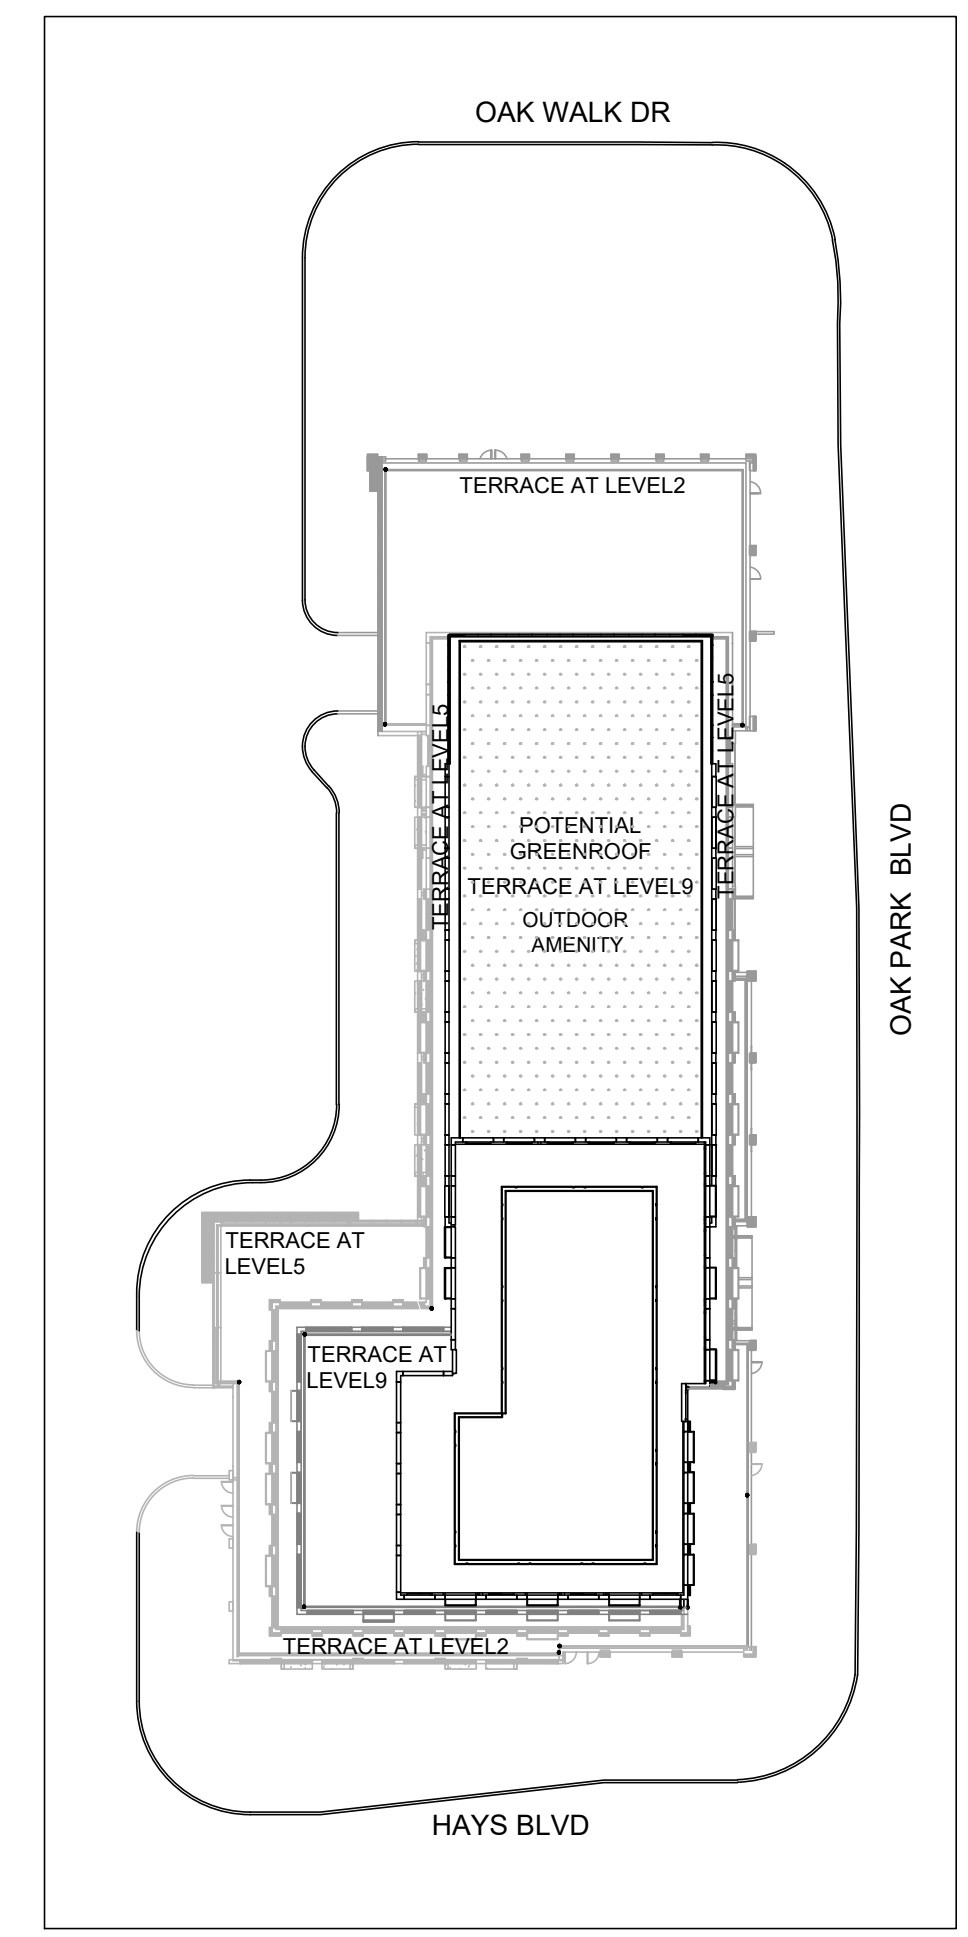 OAK WALK DR
TERRACE AT LEVEL2
TERRACE AT LEVEL5
TERRACE AT LEVEL5
POTENTIAL
GREENROOF
TERRACE AT LEVEL9
OUTDOOR
AMENITY
OAK PARK BLVD
TERRACE AT
LEVEL5
TERRACE AT
LEVEL9
TERRACE AT LEVEL2
HAYS BLVD